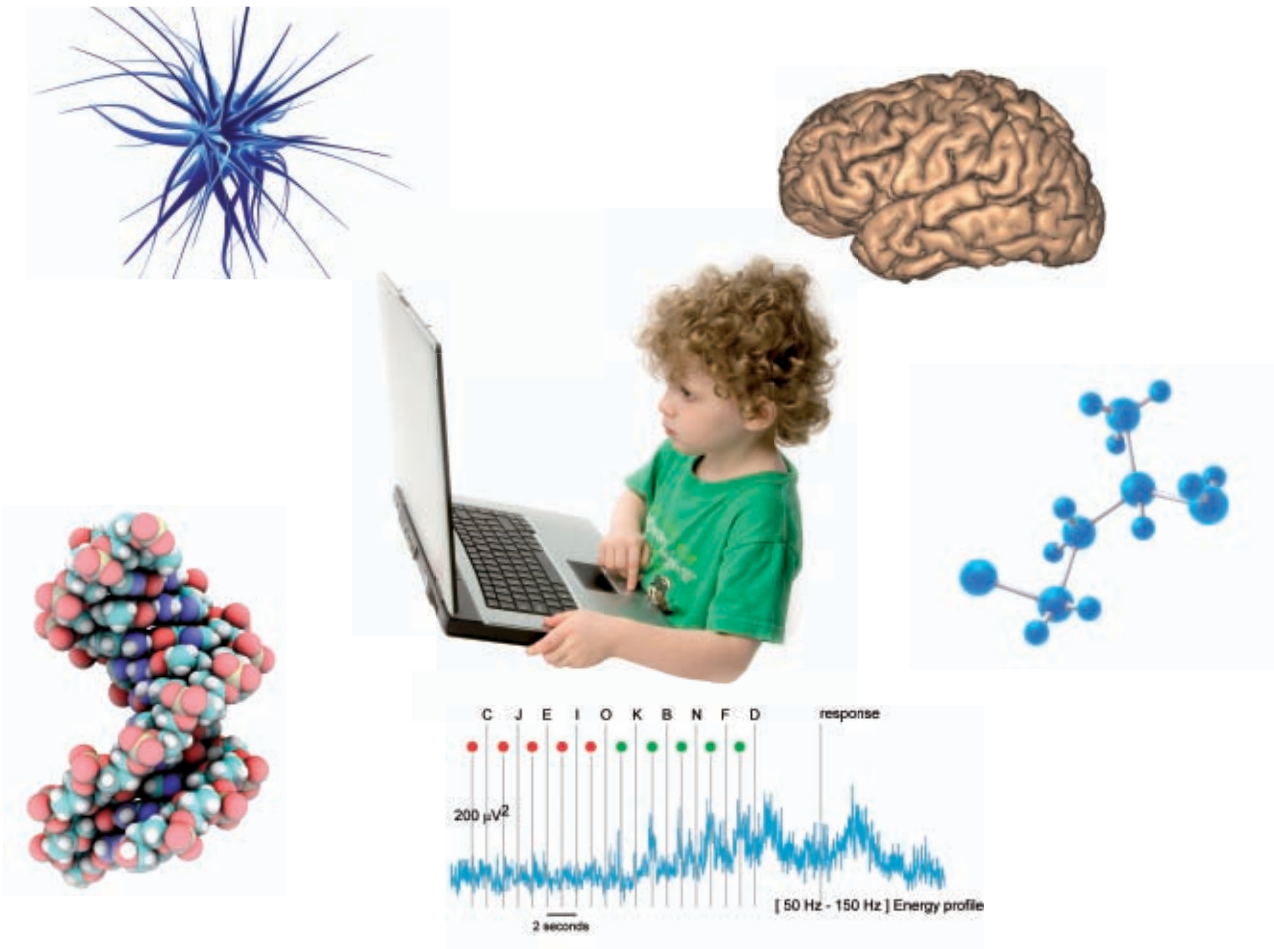 C J E I O K B N F D response
200 μV²
[ 50 Hz - 150 Hz ] Energy profile
2 seconds